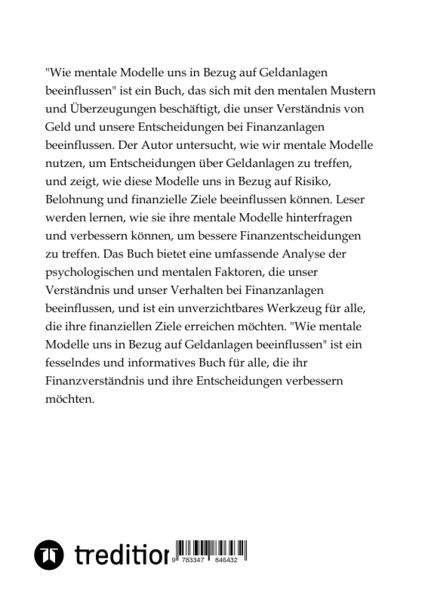 "Wie mentale Modelle uns in Bezug auf Geldanlagen
beeinflussen" ist ein Buch, das sich mit den mentalen Mustern
und Überzeugungen beschäftigt, die unser Verständnis von
Geld und unsere Entscheidungen bei Finanzanlagen
beeinflussen. Der Autor untersucht, wie wir mentale Modelle
nutzen, um Entscheidungen über Geldanlagen zu treffen,
und zeigt, wie diese Modelle uns in Bezug auf Risiko,
Belohnung und finanzielle Ziele beeinflussen können. Leser
werden lernen, wie sie ihre mentale Modelle hinterfragen
und verbessern können, um bessere Finanzentscheidungen
zu treffen. Das Buch bietet eine umfassende Analyse der
psychologischen und mentalen Faktoren, die unser
Verständnis und unser Verhalten bei Finanzanlagen
beeinflussen, und ist ein unverzichtbares Werkzeug für alle,
die ihre finanziellen Ziele erreichen möchten. "Wie mentale
Modelle uns in Bezug auf Geldanlagen beeinflussen" ist ein
fesselndes und informatives Buch für alle, die ihr
Finanzverständnis und ihre Entscheidungen verbessern
möchten.
tredition
9 783347 846432